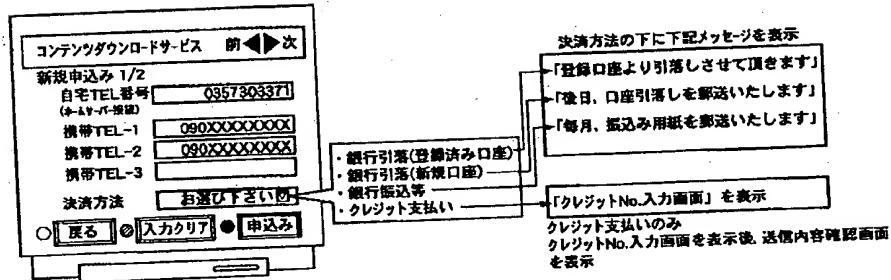 コンテンツダウンロードサービス 前◀▶次
新規申込み 1/2
自宅TEL番号 0357303371
(ホームサーバー接続)
携帯TEL-1 090XXXXXXXX
携帯TEL-2 090XXXXXXXX
携帯TEL-3
決済方法 お選び下さい
戻る 入力クリア 申込み
・銀行引落(登録済み口座)
・銀行引落(新規口座)
・銀行振込等
・クレジット支払い
決済方法の下に下記メッセージを表示
「登録口座より引落しさせて頂きます」
「後日、口座引落しを郵送いたします」
「毎月、振込み用紙を郵送いたします」
「クレジットNo.入力画面」を表示
クレジット支払いのみ
クレジットNo.入力画面を表示後、送信内容確認画面
を表示